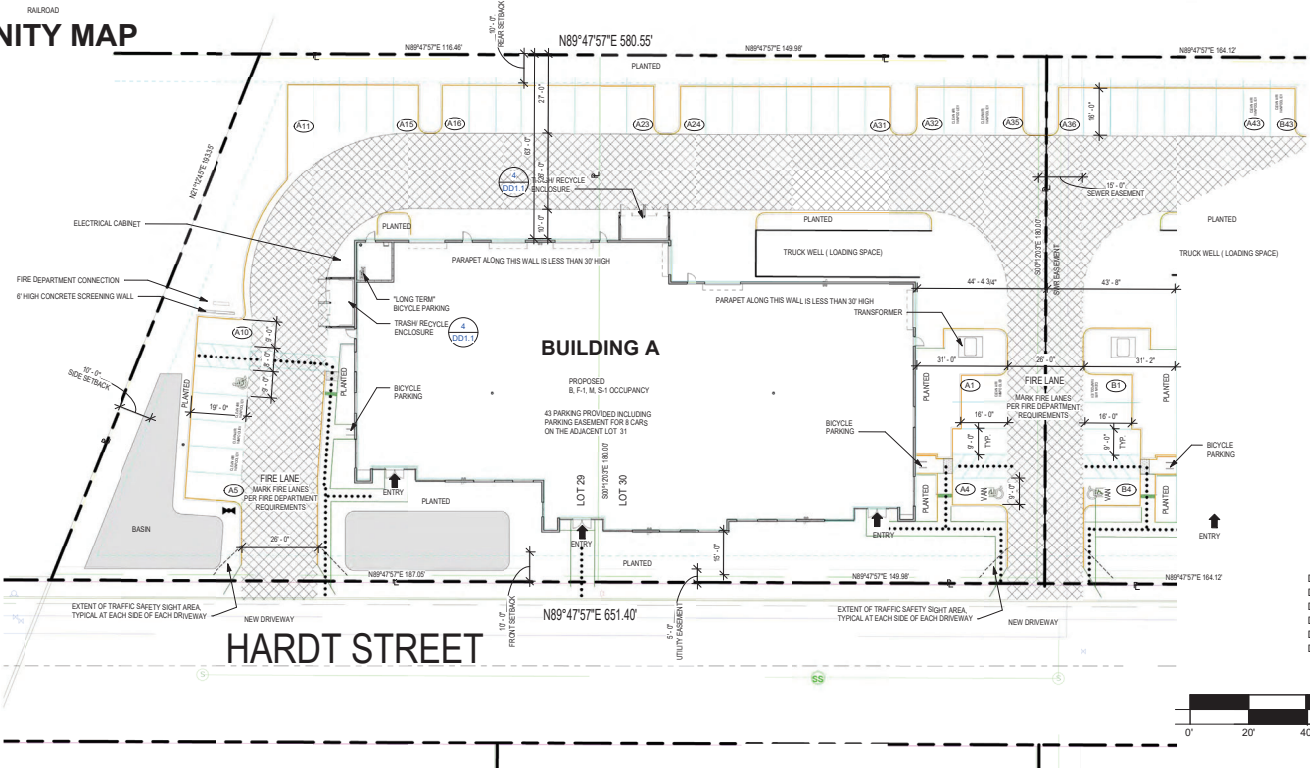 RAILROAD
NITY MAP
N89°47'57"E 116.46'
10' - 0"
REAR SETBACK
N89°47'57"E 580.55'
N89°47'57"E 149.98'
N89°47'57"E 164.12'
PLANTED
27' - 0"
A11
A15
A16
A23
A24
A31
A32
A35
A36
A43
B43
16' - 0"
63' - 0"
26' - 0"
10' - 0"
4
DD1.1
TRASH/ RECYCLE
ENCLOSURE
15' - 0"
SEWER EASEMENT
ELECTRICAL CABINET
PLANTED
PLANTED
PLANTED
PARAPET ALONG THIS WALL IS LESS THAN 30' HIGH
TRUCK WELL ( LOADING SPACE)
TRUCK WELL ( LOADING SPACE)
S00°12'03"E 180.00'
SWR EASEMENT
FIRE DEPARTMENT CONNECTION
6' HIGH CONCRETE SCREENING WALL
"LONG TERM"
BICYCLE PARKING
TRASH/ RECYCLE
ENCLOSURE
4
DD1.1
44' - 4 3/4"
43' - 8"
PARAPET ALONG THIS WALL IS LESS THAN 30' HIGH
TRANSFORMER
A10
9' - 0"
9' - 0"
BUILDING A
31' - 0"
26' - 0"
31' - 2"
10' - 0"
SIDE SETBACK
PLANTED
19' - 0"
PLANTED
BICYCLE
PARKING
PROPOSED
B, F-1, M, S-1 OCCUPANCY
43 PARKING PROVIDED INCLUDING
PARKING EASEMENT FOR 8 CARS
ON THE ADJACENT LOT 31
PLANTED
A1
FIRE LANE
MARK FIRE LANES
PER FIRE DEPARTMENT
REQUIREMENTS
B1
PLANTED
16' - 0"
16' - 0"
BICYCLE
PARKING
9' - 0"
TYP.
9' - 0"
TYP.
BICYCLE
PARKING
FIRE LANE
MARK FIRE LANES
PER FIRE DEPARTMENT
REQUIREMENTS
A5
LOT 29
S00°12'03"E 180.00'
LOT 30
PLANTED
A4
VAN
9' - 0"
VAN
B4
PLANTED
BASIN
ENTRY
PLANTED
ENTRY
ENTRY
ENTRY
26' - 0"
PLANTED
15' - 0"
N89°47'57"E 187.05'
N89°47'57"E 149.98'
N89°47'57"E 164.12'
EXTENT OF TRAFFIC SAFETY SIGHT AREA,
TYPICAL AT EACH SIDE OF EACH DRIVEWAY
NEW DRIVEWAY
10' - 0"
FRONT SETBACK
N89°47'57"E 651.40'
5' - 0"
UTILITY EASEMENT
EXTENT OF TRAFFIC SAFETY SIGHT AREA,
TYPICAL AT EACH SIDE OF EACH DRIVEWAY
NEW DRIVEWAY
HARDT STREET
S
SS
S
0'
20'
40